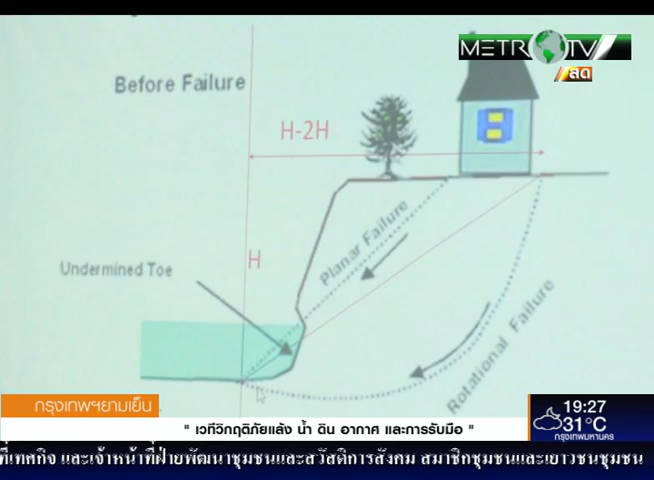 METR TV
สด
Before Failure
H-2H
H
Planar Failure
Undermined Toe
Rotational Failure
กรุงเทพฯยามเย็น
" เวทีวิกฤติภัยแล้ง น้ำ ดิน อากาศ และการรับมือ "
19:27
31°C
กรุงเทพมหานคร
ที่เทศกิจ และเจ้าหน้าที่ฝ่ายพัฒนาชุมชนและสวัสดิการสังคม สมาชิกชุมชนและเยาวชนชุมชน